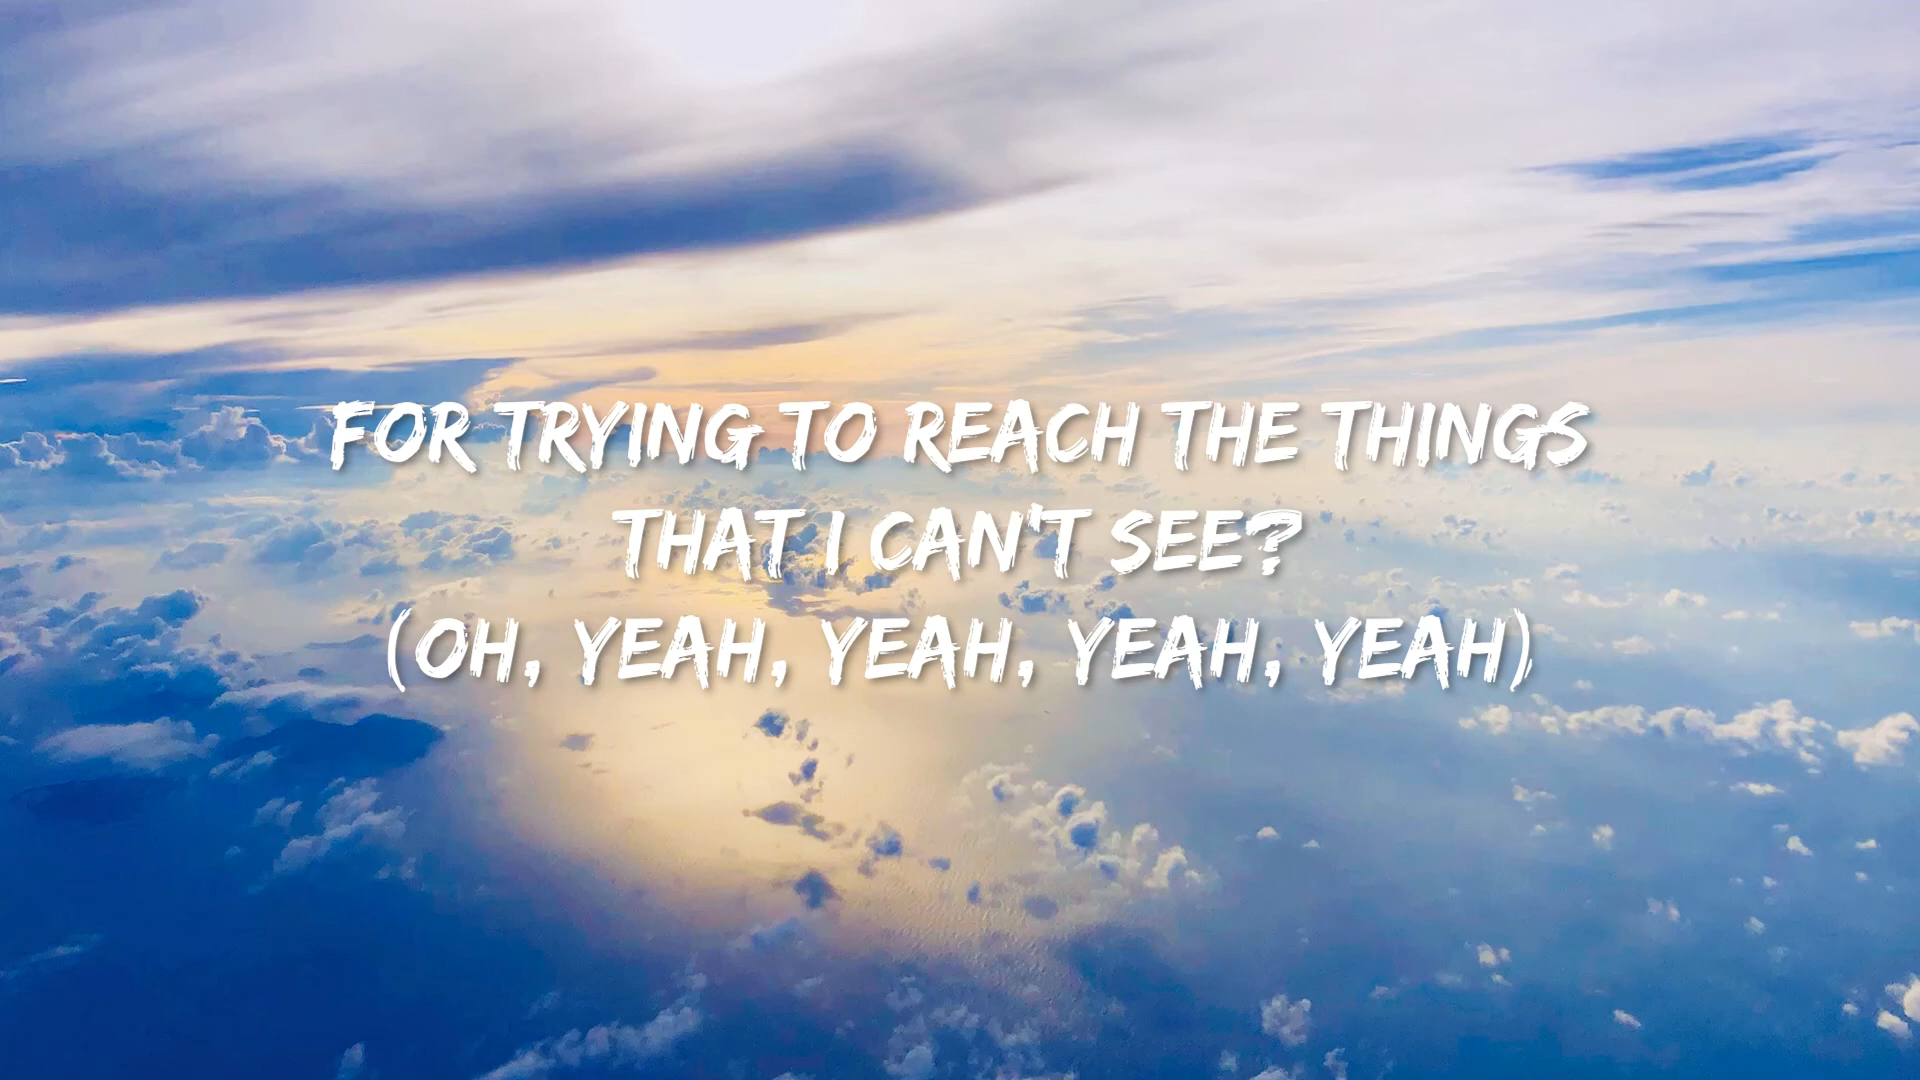 FOR TRYING TO REACH THE THINGS
THAT I CAN'T SEE?
(OH, YEAH, YEAH, YEAH, YEAH)